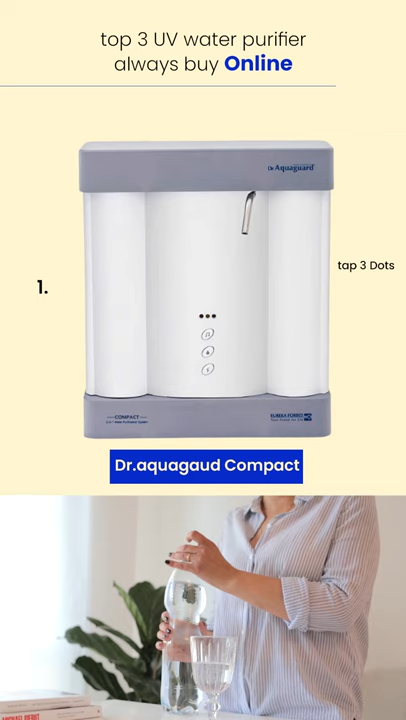 top 3 UV water purifier
always buy Online
Dr.Aquaguard
tap 3 Dots
1.
COMPACT
EUREKA FORBES
Dr.aquagaud Compact